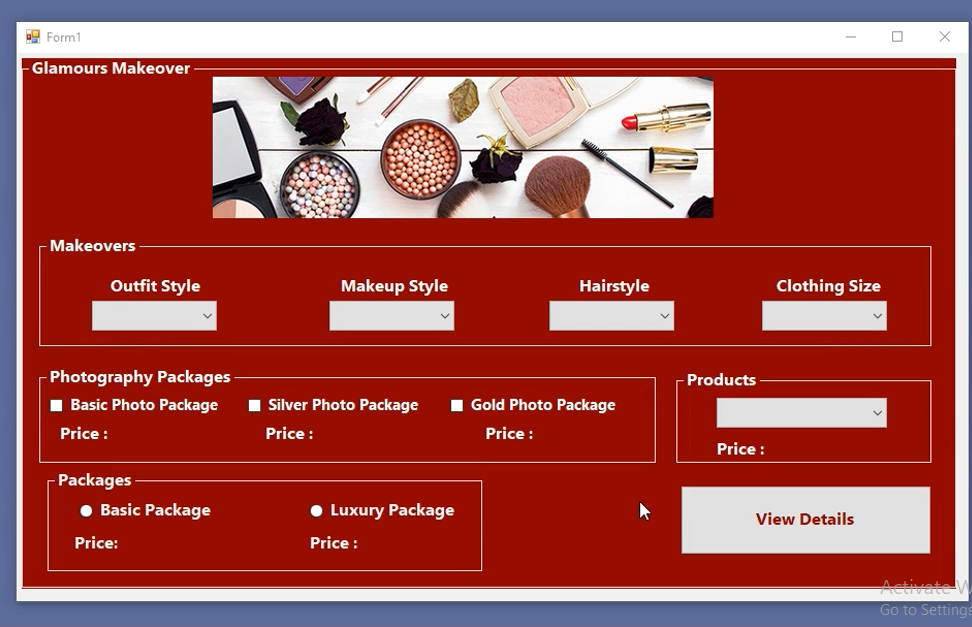 Form1
Glamours Makeover
Makeovers
Outfit Style Makeup Style Hairstyle Clothing Size
Photography Packages
Basic Photo Package Silver Photo Package Gold Photo Package
Price : Price : Price :
Products
Price :
Packages
Basic Package Luxury Package
Price: Price :
View Details
Activate W
Go to Settings